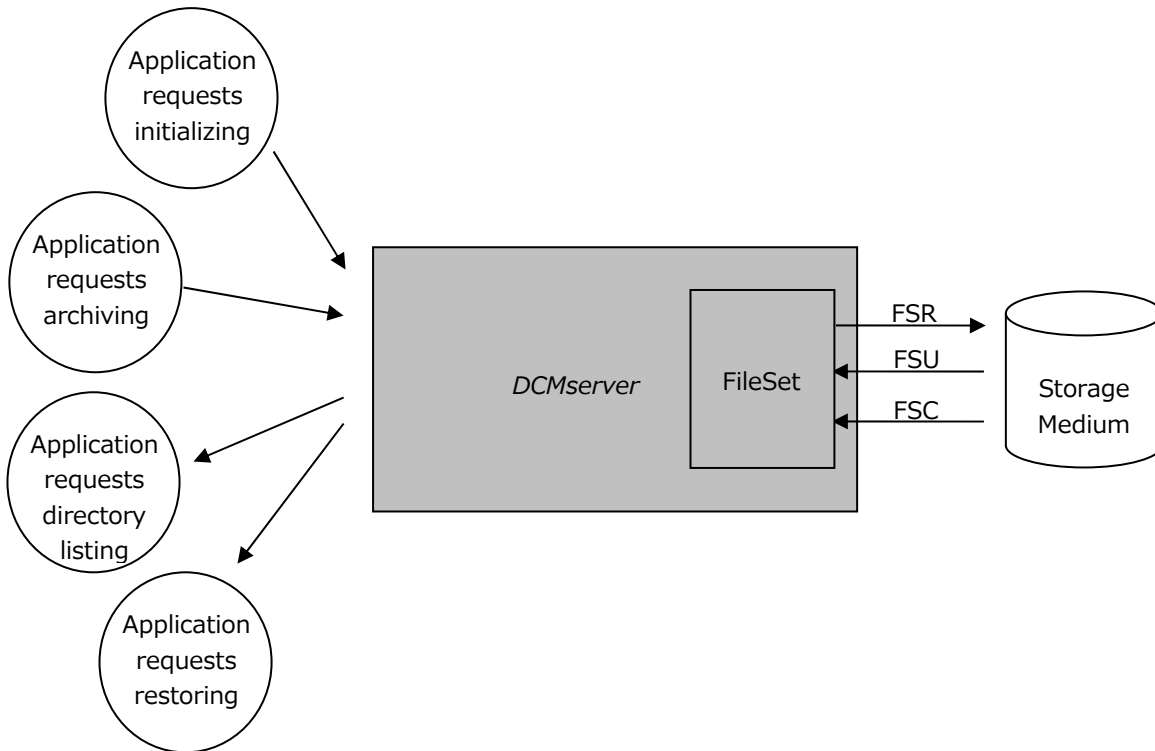 Application
requests
initializing
Application
requests
archiving
Application
requests
directory
listing
Application
requests
restoring
DCMserver
FileSet
FSR
FSU
FSC
Storage
Medium